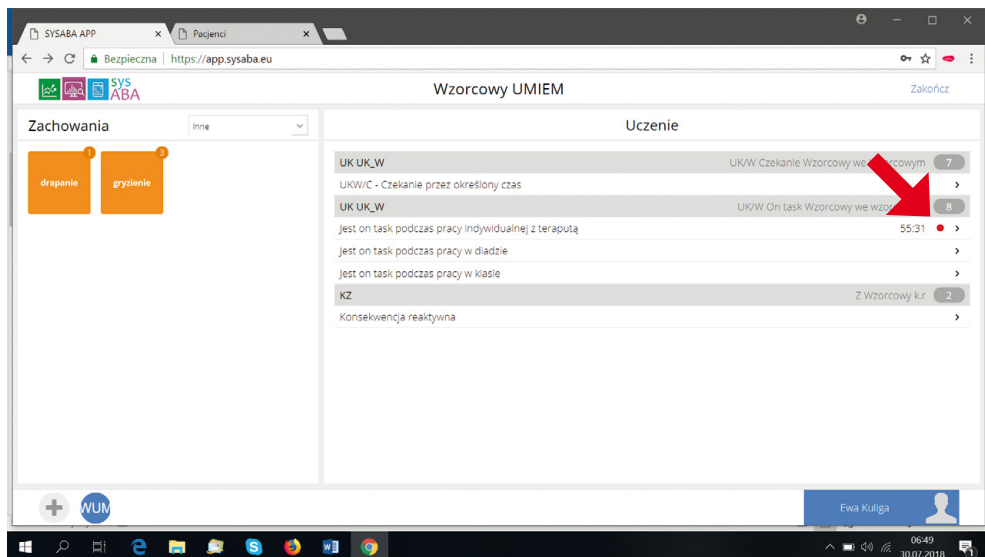 SYSABA APP
Pacjenci
Bezpieczna https://app.sysaba.eu
sys
ABA
Wzorcowy UMIEM
Zakończ
Zachowania
Inne
Uczenie
1
3
drapanie
gryzienie
UK UK_W UK/W Czekanie Wzorcowy we wzorcowym 7
UKW/C - Czekanie przez określony czas
UK UK_W UK/W On task Wzorcowy we 8
Jest on task podczas pracy indywidualnej z teraputą 55:31
Jest on task podczas pracy w diadzie
Jest on task podczas pracy w klasie
KZ Z Wzorcowy k.r 2
Konsekwencja reaktywna
WUM
Ewa Kuliga
06:49
30.07.2018
1